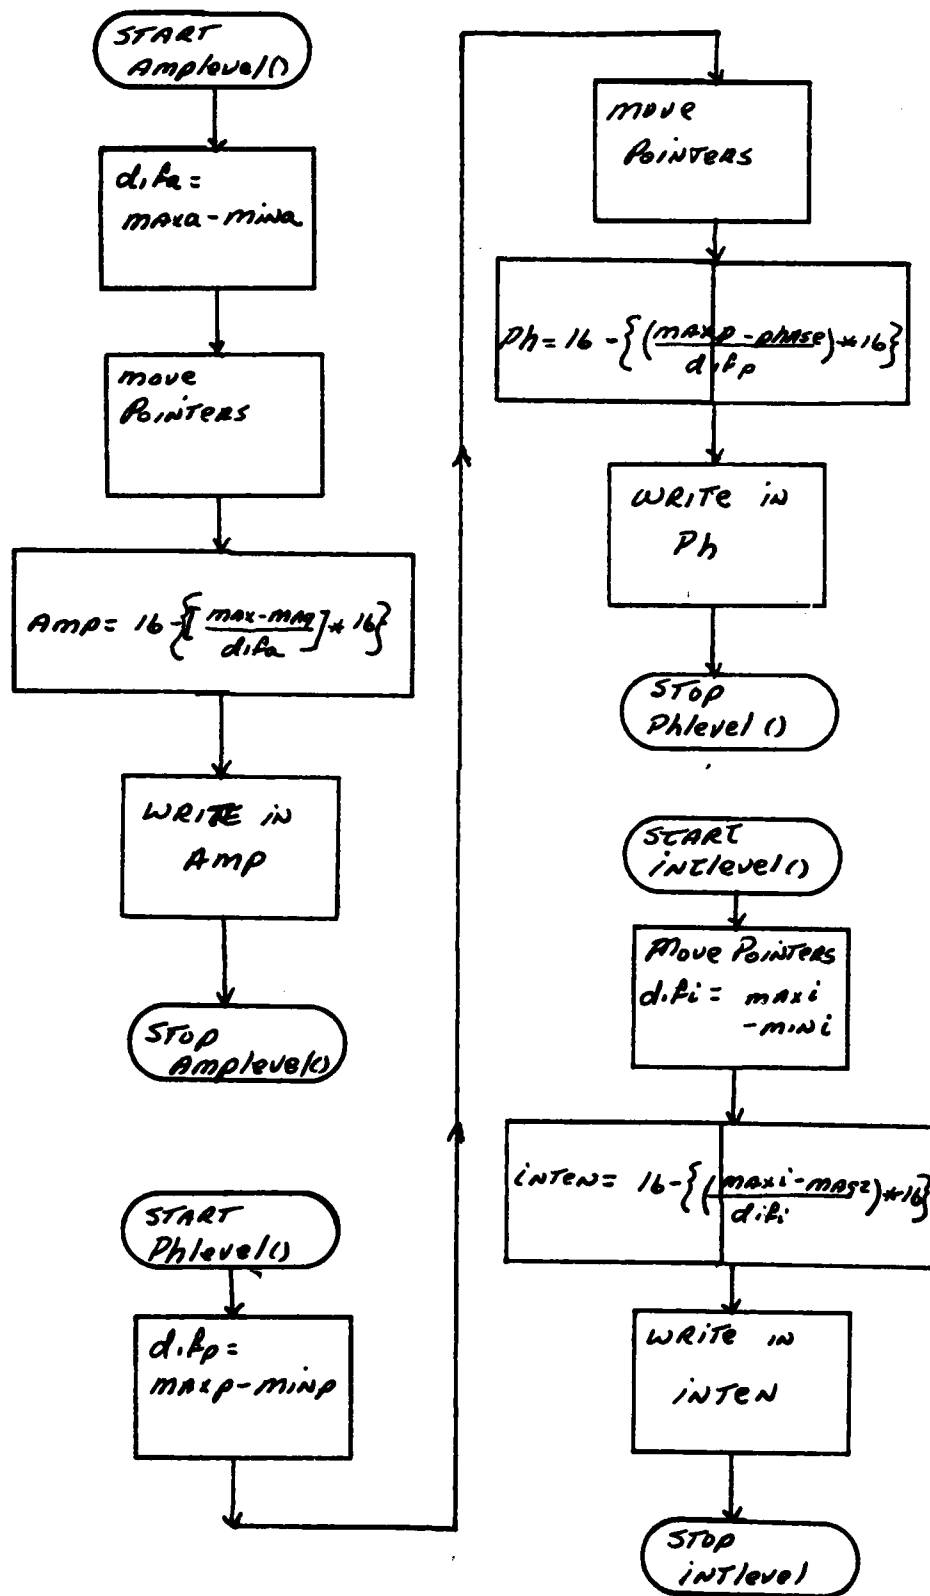 START
Amplevel()
difa =
maxa - mina
move
Pointers
Amp = 16 - {[ max - mag / difa ] * 16}
WRITE in
Amp
STOP
Amplevel()
START
Phlevel()
difp =
maxp - minp
move
Pointers
Ph = 16 - {( maxp - phase / difp ) * 16}
WRITE in
Ph
STOP
Phlevel()
START
intlevel()
Move Pointers
difi = maxi
- mini
inten = 16 - {( maxi - mag2 / difi ) * 16}
WRITE in
inten
STOP
intlevel